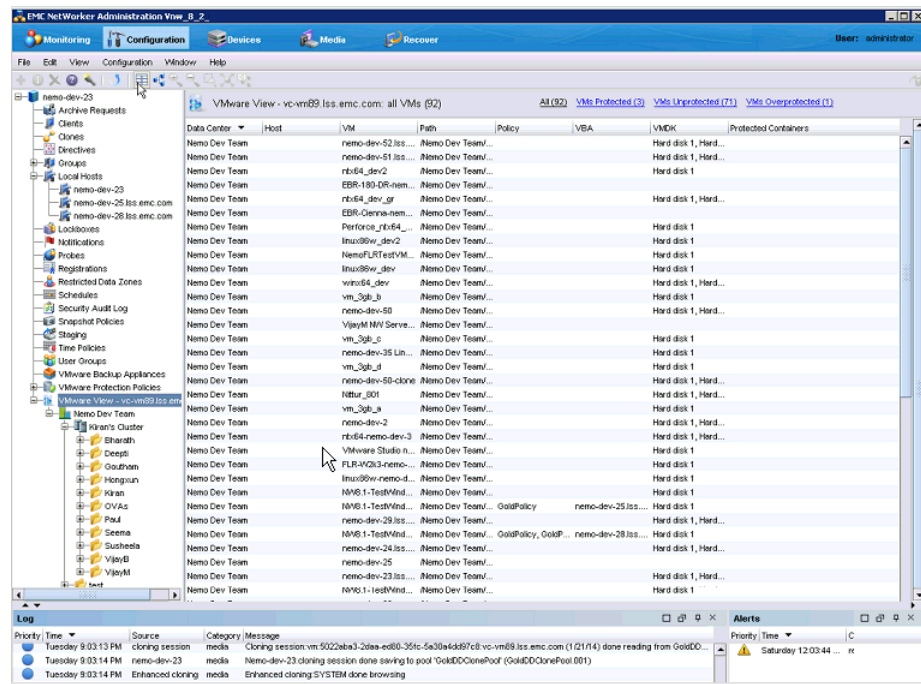 EMC NetWorker Administration Vnw_8_2_
Monitoring Configuration Devices Media Recover User: administrator
File Edit View Configuration Window Help
nemo-dev-23
Archive Requests
Clients
Clones
Directives
Groups
Local Hosts
nemo-dev-23
nemo-dev-25.lss.emc.com
nemo-dev-28.lss.emc.com
Lockboxes
Notifications
Probes
Registrations
Restricted Data Zones
Schedules
Security Audit Log
Snapshot Policies
Staging
Time Policies
User Groups
VMware Backup Appliances
VMware Protection Policies
VMware View - vc-vm89.lss.em
Nemo Dev Team
Kiran's Cluster
Bharath
Deepti
Goutham
Hongxun
Kiran
OVAs
Paul
Seema
Susheela
VijayB
VijayM
test
VMware View - vc-vm89.lss.emc.com: all VMs (92) All (92) VMs Protected (3) VMs Unprotected (71) VMs Overprotected (1)
Data Center Host VM Path Policy VBA VMDK Protected Containers
Nemo Dev Team nemo-dev-52.lss.... /Nemo Dev Team/... Hard disk 1, Hard...
Nemo Dev Team nemo-dev-51.lss.... /Nemo Dev Team/... Hard disk 1, Hard...
Nemo Dev Team ntx64_dev2 /Nemo Dev Team/... Hard disk 1
Nemo Dev Team EBR-180-DR-nem... /Nemo Dev Team/...
Nemo Dev Team ntx64_dev_gr /Nemo Dev Team/... Hard disk 1, Hard...
Nemo Dev Team EBR-Cienna-nem... /Nemo Dev Team/...
Nemo Dev Team Perforce_ntx64_... /Nemo Dev Team/... Hard disk 1
Nemo Dev Team linux86w_dev2 /Nemo Dev Team/... Hard disk 1
Nemo Dev Team NemoFLRTestVM... /Nemo Dev Team/... Hard disk 1
Nemo Dev Team linux86w_dev /Nemo Dev Team/... Hard disk 1
Nemo Dev Team winx64_dev /Nemo Dev Team/... Hard disk 1, Hard...
Nemo Dev Team vm_3gb_b /Nemo Dev Team/... Hard disk 1
Nemo Dev Team nemo-dev-50 /Nemo Dev Team/... Hard disk 1, Hard...
Nemo Dev Team VijayM NW Serve... /Nemo Dev Team/...
Nemo Dev Team vm_3gb_c /Nemo Dev Team/... Hard disk 1
Nemo Dev Team nemo-dev-35 Lin... /Nemo Dev Team/... Hard disk 1
Nemo Dev Team vm_3gb_d /Nemo Dev Team/... Hard disk 1
Nemo Dev Team nemo-dev-50-clone /Nemo Dev Team/... Hard disk 1, Hard...
Nemo Dev Team Nittur_801 /Nemo Dev Team/... Hard disk 1
Nemo Dev Team vm_3gb_a /Nemo Dev Team/... Hard disk 1
Nemo Dev Team nemo-dev-2 /Nemo Dev Team/... Hard disk 1, Hard...
Nemo Dev Team ntx64-nemo-dev-3 /Nemo Dev Team/... Hard disk 1, Hard...
Nemo Dev Team VMware Studio n... /Nemo Dev Team/... Hard disk 1
Nemo Dev Team FLR-W2k3-nemo-... /Nemo Dev Team/... Hard disk 1
Nemo Dev Team linux86w-nemo-d... /Nemo Dev Team/... Hard disk 1
Nemo Dev Team NW8.1-TestWind... /Nemo Dev Team/... Hard disk 1
Nemo Dev Team NW8.1-TestWind... /Nemo Dev Team/... GoldPolicy nemo-dev-25.lss.... Hard disk 1
Nemo Dev Team nemo-dev-29.lss.... /Nemo Dev Team/... Hard disk 1, Hard...
Nemo Dev Team NW8.1-TestWind... /Nemo Dev Team/... GoldPolicy, GoldP... nemo-dev-28.lss.... Hard disk 1
Nemo Dev Team nemo-dev-24.lss.... /Nemo Dev Team/... Hard disk 1, Hard...
Nemo Dev Team nemo-dev-25 /Nemo Dev Team/...
Nemo Dev Team nemo-dev-23.lss.... /Nemo Dev Team/... Hard disk 1, Hard...
Nemo Dev Team NW8.1-TestWind... /Nemo Dev Team/... Hard disk 1
Log
Priority Time Source Category Message
Tuesday 9:03:13 PM cloning session media Cloning session:vm:5022aba3-2daa-ed80-35fc-5a30a4dd97c8:vc-vm89.lss.emc.com (1/21/14) done reading from GoldDD...
Tuesday 9:03:14 PM nemo-dev-23 media Nemo-dev-23:cloning session done saving to pool 'GoldDDClonePool' (GoldDDClonePool.001)
Tuesday 9:03:14 PM Enhanced cloning media Enhanced cloning:SYSTEM done browsing
Alerts
Priority Time C
Saturday 12:03:44 ...